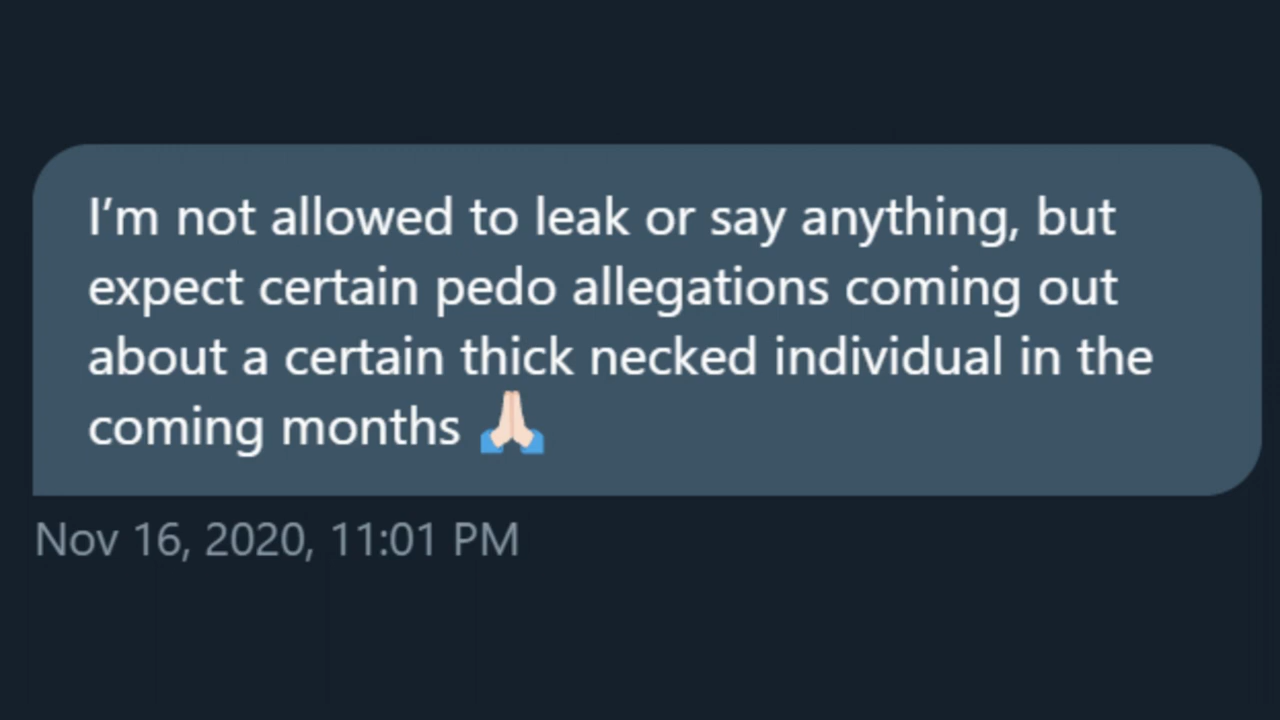 I’m not allowed to leak or say anything, but
expect certain pedo allegations coming out
about a certain thick necked individual in the
coming months 🙏🏻
Nov 16, 2020, 11:01 PM